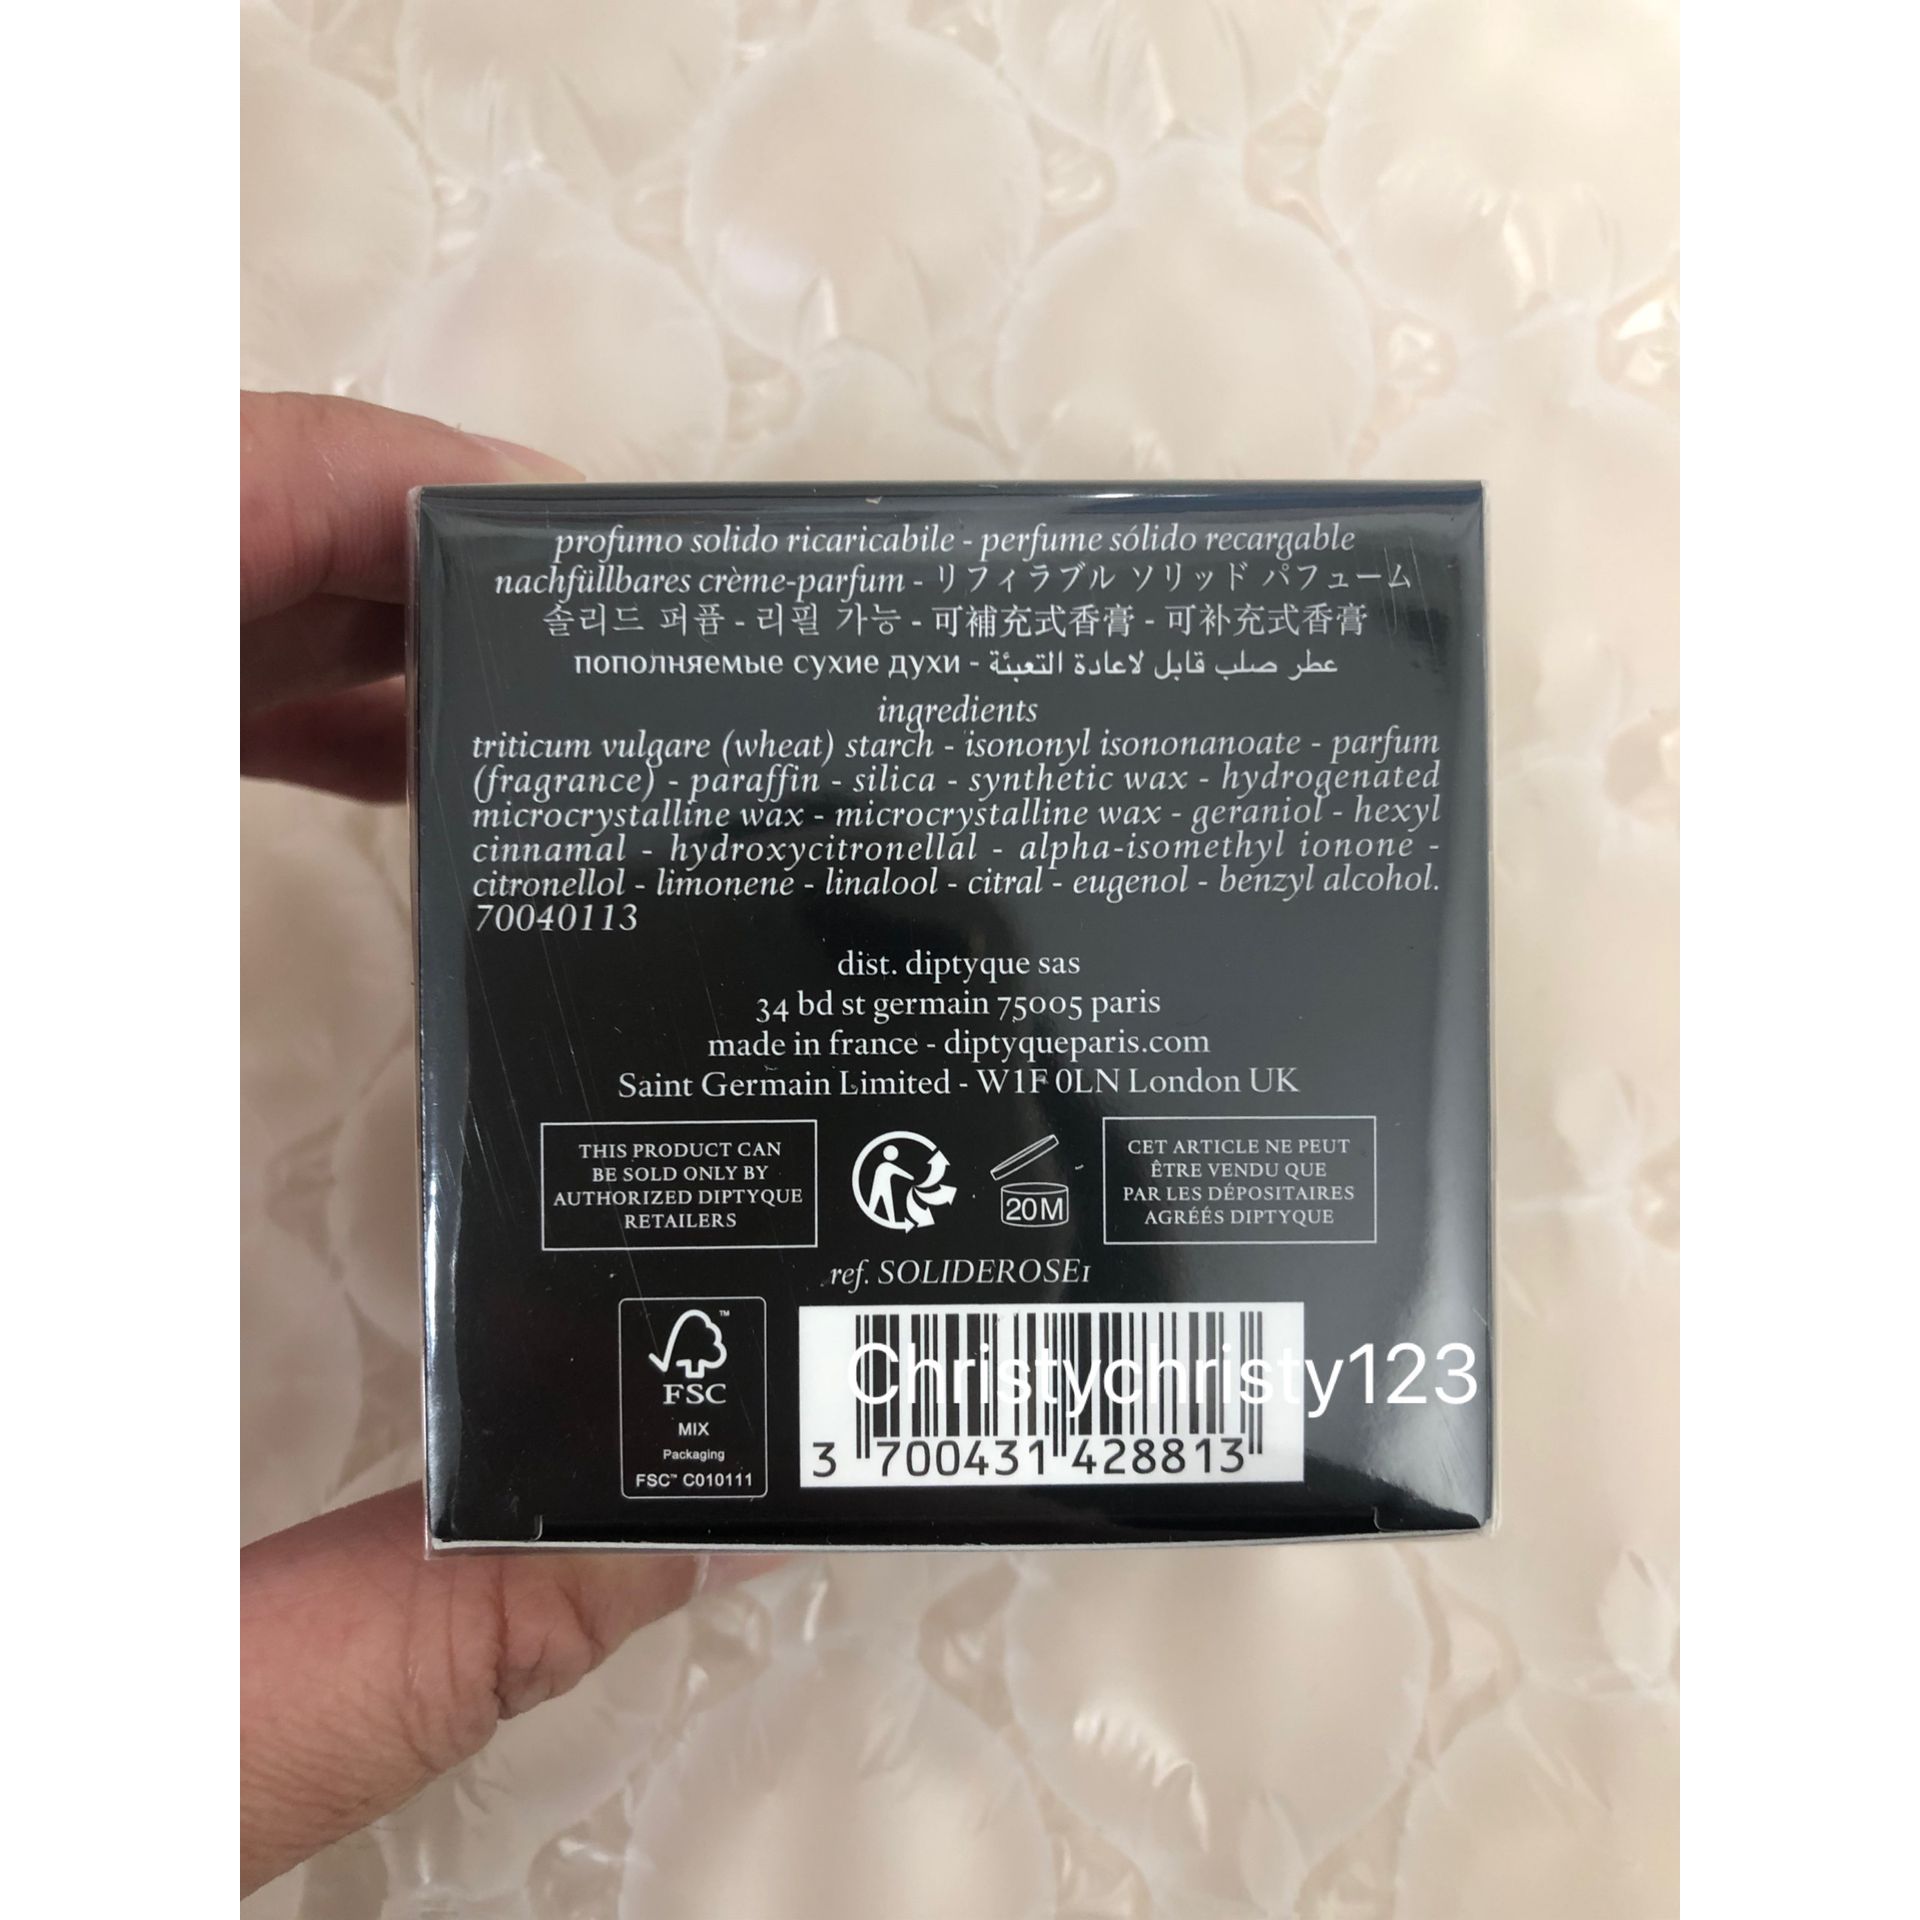 profumo solido ricaricabile - perfume sólido recargable
nachfüllbares crème-parfum - リフィラブル ソリッド パフューム
솔리드 퍼퓸 - 리필 가능 - 可補充式香膏 - 可补充式香膏
пополняемые сухие духи - عطر صلب قابل لاعادة التعبئة
ingredients
triticum vulgare (wheat) starch - isononyl isononanoate - parfum
(fragrance) - paraffin - silica - synthetic wax - hydrogenated
microcrystalline wax - microcrystalline wax - geraniol - hexyl
cinnamal - hydroxycitronellal - alpha-isomethyl ionone -
citronellol - limonene - linalool - citral - eugenol - benzyl alcohol.
70040113
dist. diptyque sas
34 bd st germain 75005 paris
made in france - diptyqueparis.com
Saint Germain Limited - W1F 0LN London UK
THIS PRODUCT CAN
BE SOLD ONLY BY
AUTHORIZED DIPTYQUE
RETAILERS
20M
CET ARTICLE NE PEUT
ÊTRE VENDU QUE
PAR LES DÉPOSITAIRES
AGRÉÉS DIPTYQUE
ref. SOLIDEROSE1
FSC™
MIX
Packaging
FSC™ C010111
Christychristy123
3 700431 428813